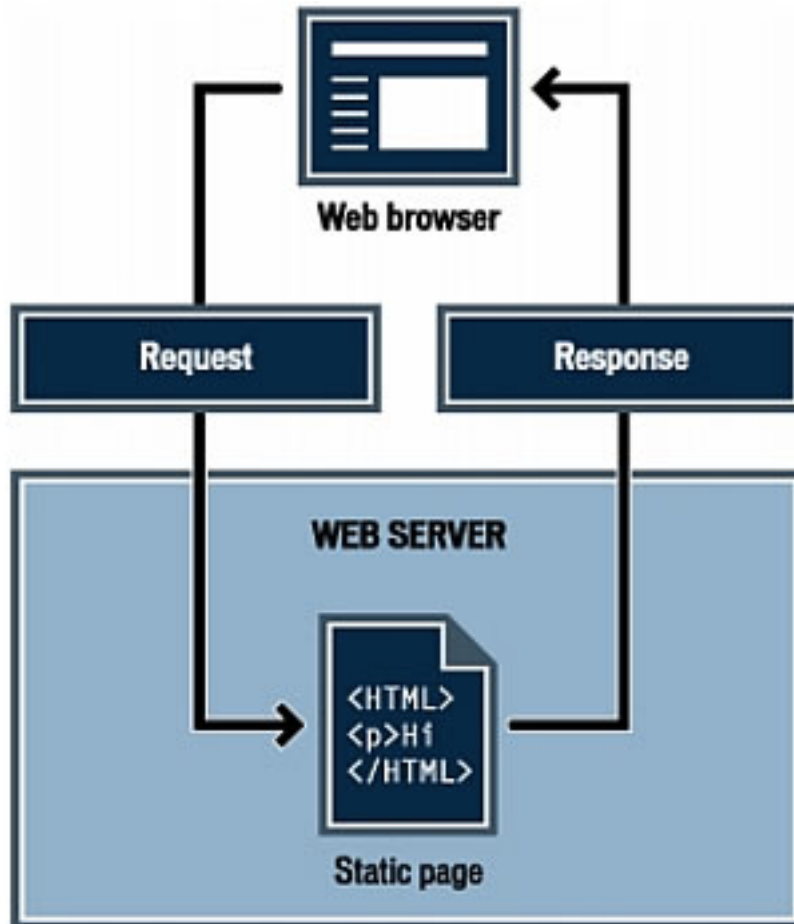 Web browser
Request
Response
WEB SERVER
<HTML>
<p>Hi
</HTML>
Static page